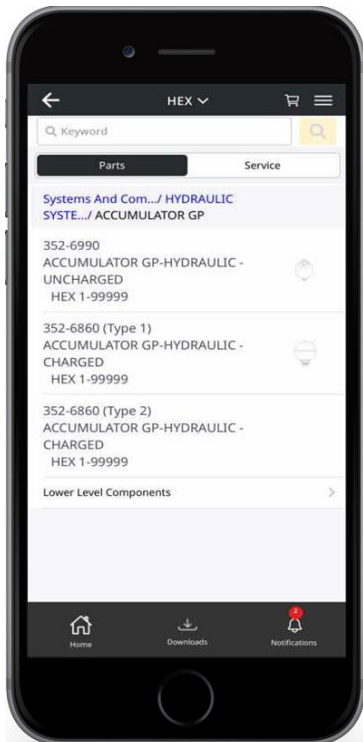 HEX
Keyword
Parts
Service
Systems And Com.../ HYDRAULIC
SYSTE.../ ACCUMULATOR GP
352-6990
ACCUMULATOR GP-HYDRAULIC -
UNCHARGED
HEX 1-99999
352-6860 (Type 1)
ACCUMULATOR GP-HYDRAULIC -
CHARGED
HEX 1-99999
352-6860 (Type 2)
ACCUMULATOR GP-HYDRAULIC -
CHARGED
HEX 1-99999
Lower Level Components
2
Home
Downloads
Notifications